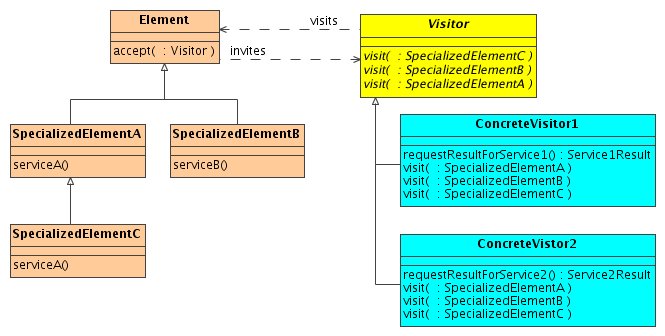 Element
accept( : Visitor )
visits
invites
Visitor
visit( : SpecializedElementC )
visit( : SpecializedElementB )
visit( : SpecializedElementA )
SpecializedElementA
serviceA()
SpecializedElementB
serviceB()
SpecializedElementC
serviceA()
ConcreteVisitor1
requestResultForService1() : Service1Result
visit( : SpecializedElementA )
visit( : SpecializedElementB )
visit( : SpecializedElementC )
ConcreteVistor2
requestResultForService2() : Service2Result
visit( : SpecializedElementA )
visit( : SpecializedElementB )
visit( : SpecializedElementC )